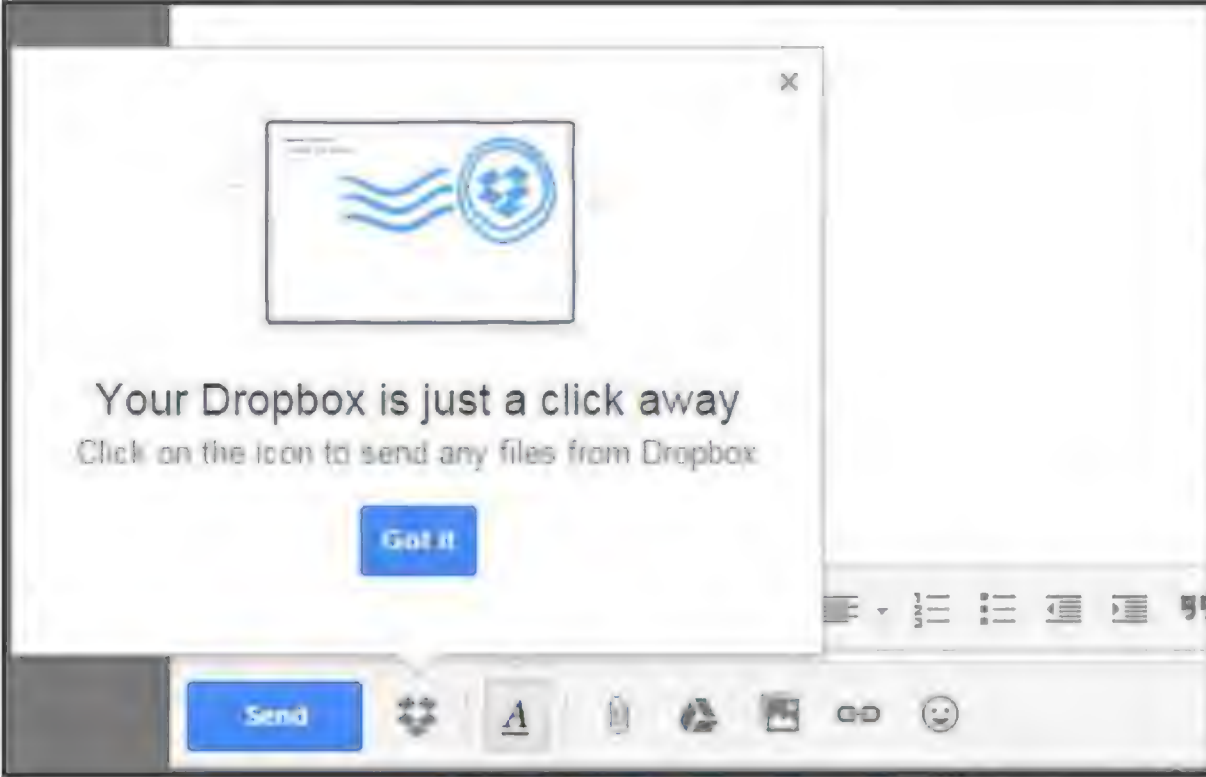 Your Dropbox is just a click away
Click on the icon to send any files from Dropbox
Got it
Send